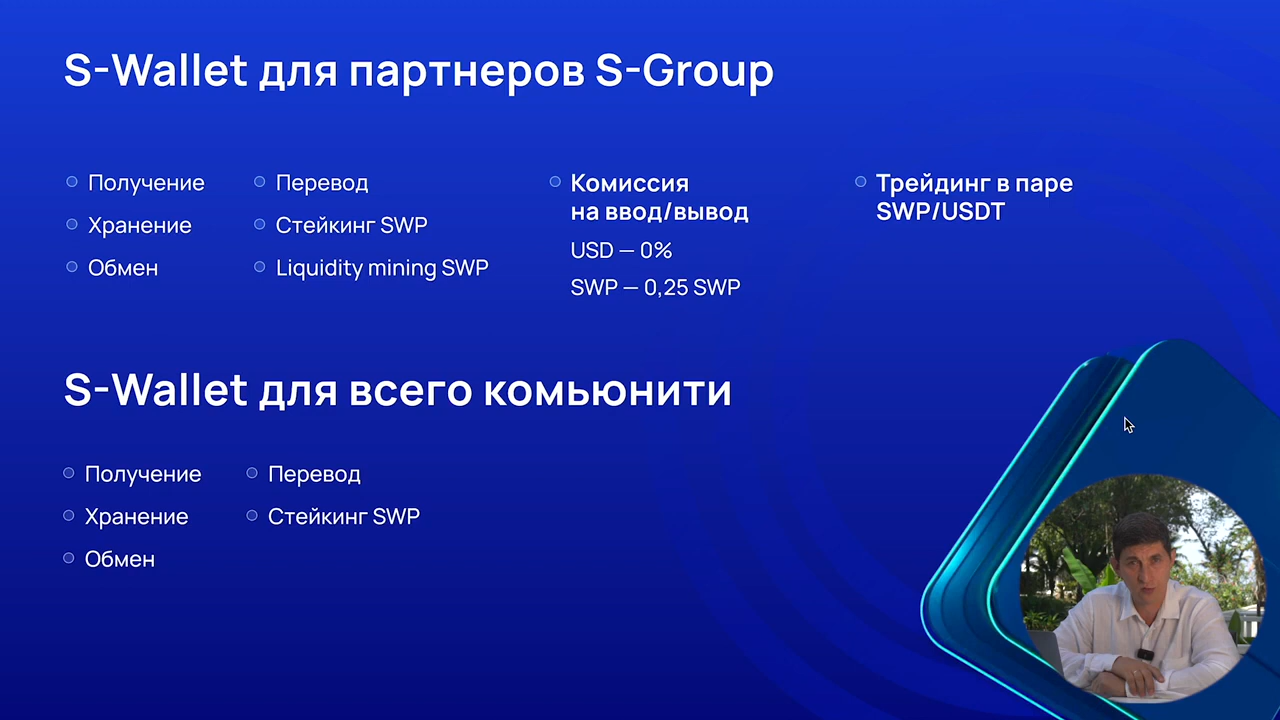 S-Wallet для партнеров S-Group
Получение
Хранение
Обмен
Перевод
Стейкинг SWP
Liquidity mining SWP
Комиссия
на ввод/вывод
USD — 0%
SWP — 0,25 SWP
Трейдинг в паре
SWP/USDT
S-Wallet для всего комьюнити
Получение
Хранение
Обмен
Перевод
Стейкинг SWP